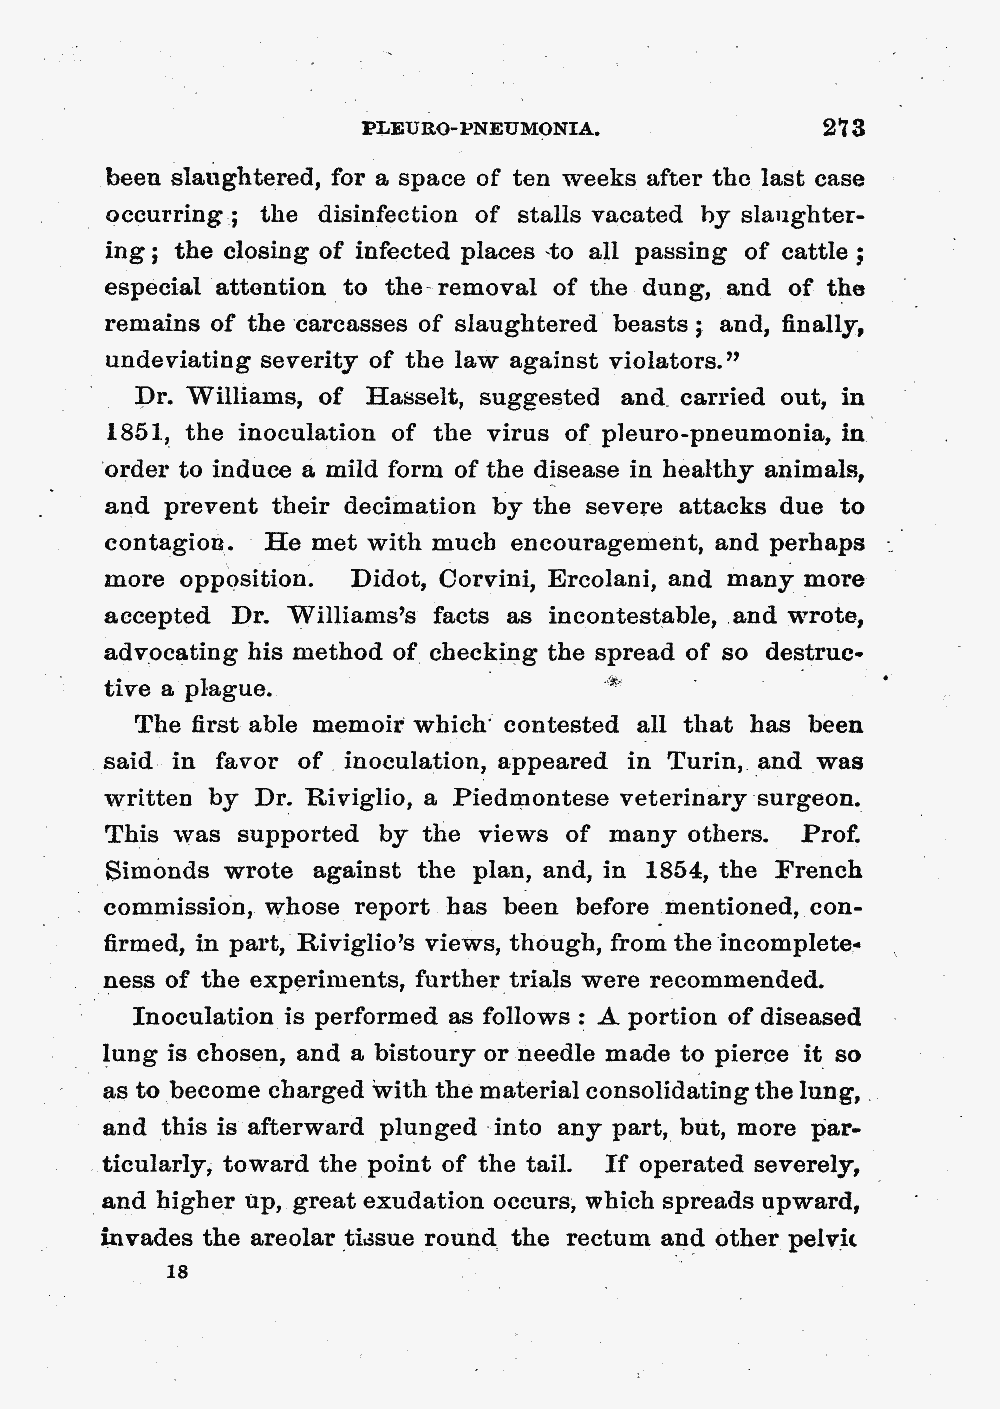 PLEURO-PNEUMONIA. 273
been slaughtered, for a space of ten weeks after the last case
occurring ; the disinfection of stalls vacated by slaughter-
ing ; the closing of infected places to all passing of cattle ;
especial attention to the removal of the dung, and of the
remains of the carcasses of slaughtered beasts ; and, finally,
undeviating severity of the law against violators.”
Dr. Williams, of Hasselt, suggested and carried out, in
1851, the inoculation of the virus of pleuro-pneumonia, in
order to induce a mild form of the disease in healthy animals,
and prevent their decimation by the severe attacks due to
contagion. He met with much encouragement, and perhaps
more opposition. Didot, Corvini, Ercolani, and many more
accepted Dr. Williams’s facts as incontestable, and wrote,
advocating his method of checking the spread of so destruc-
tive a plague.
The first able memoir which contested all that has been
said in favor of inoculation, appeared in Turin, and was
written by Dr. Riviglio, a Piedmontese veterinary surgeon.
This was supported by the views of many others. Prof.
Simonds wrote against the plan, and, in 1854, the French
commission, whose report has been before mentioned, con-
firmed, in part, Riviglio’s views, though, from the incomplete-
ness of the experiments, further trials were recommended.
Inoculation is performed as follows : A portion of diseased
lung is chosen, and a bistoury or needle made to pierce it so
as to become charged with the material consolidating the lung,
and this is afterward plunged into any part, but, more par-
ticularly, toward the point of the tail. If operated severely,
and higher up, great exudation occurs, which spreads upward,
invades the areolar tissue round the rectum and other pelvic
18